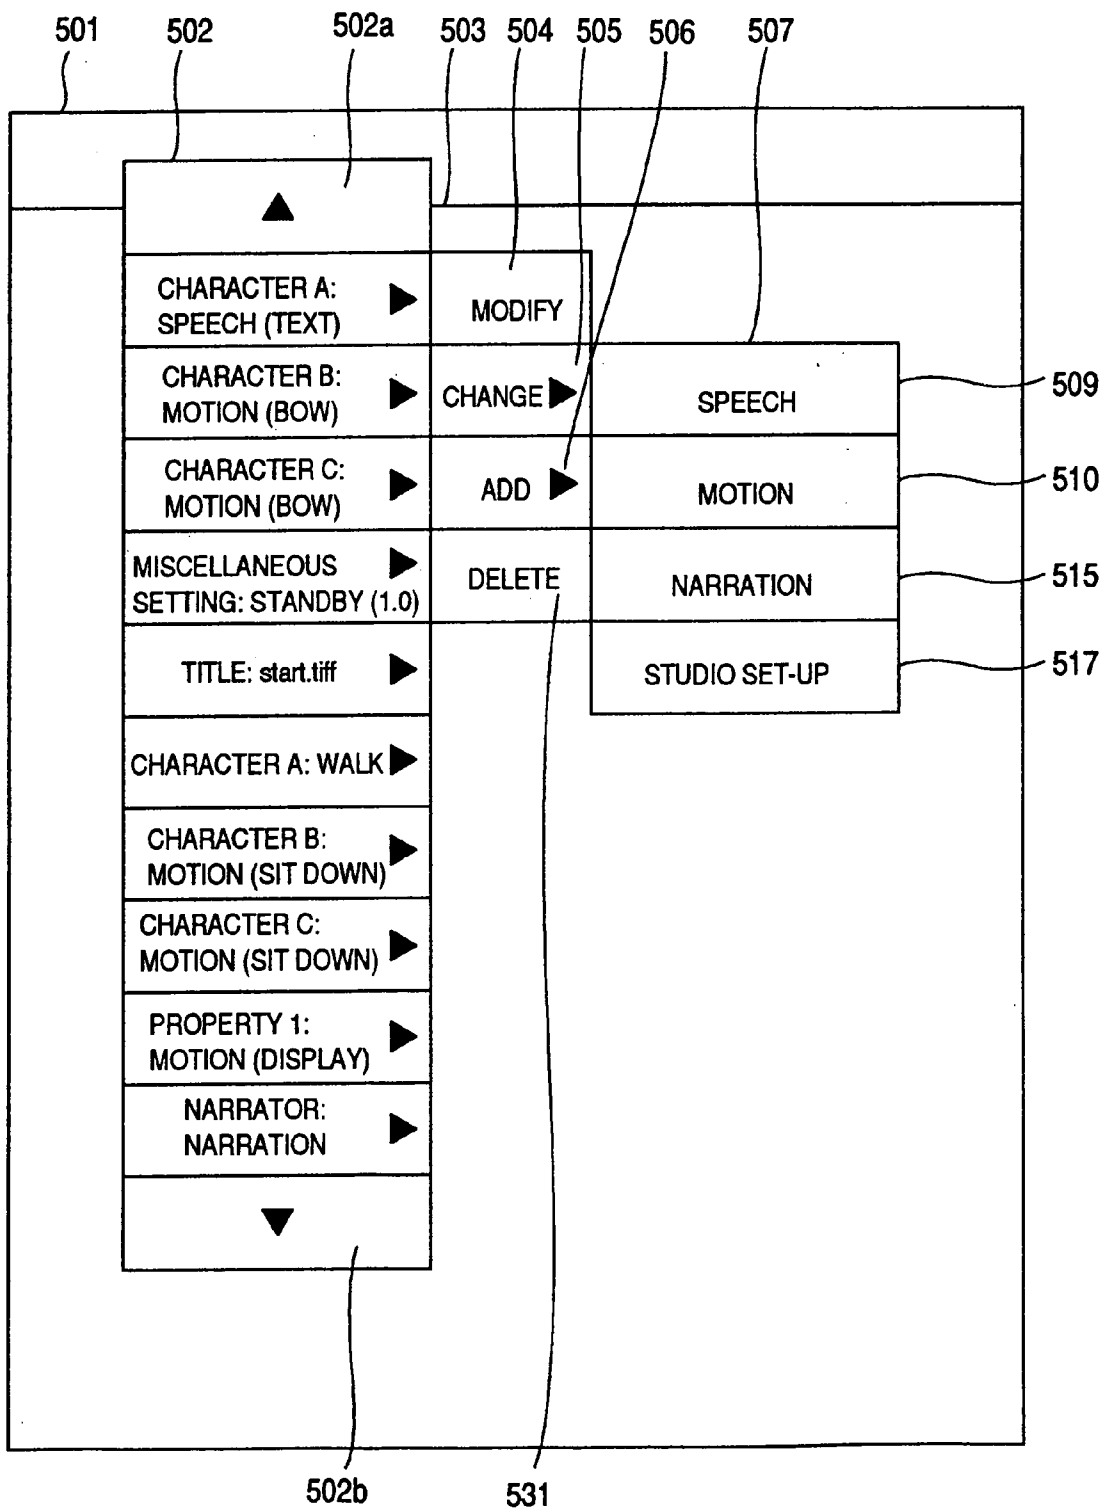 501 502 502a 503 504 505 506 507
▲
CHARACTER A:
SPEECH (TEXT) ▶
MODIFY
CHARACTER B:
MOTION (BOW) ▶
CHANGE ▶
SPEECH
509
CHARACTER C:
MOTION (BOW) ▶
ADD ▶
MOTION
510
MISCELLANEOUS ▶
SETTING: STANDBY (1.0)
DELETE
NARRATION
515
TITLE: start.tiff ▶
STUDIO SET-UP
517
CHARACTER A: WALK ▶
CHARACTER B:
MOTION (SIT DOWN) ▶
CHARACTER C:
MOTION (SIT DOWN) ▶
PROPERTY 1:
MOTION (DISPLAY) ▶
NARRATOR:
NARRATION ▶
▼
502b 531